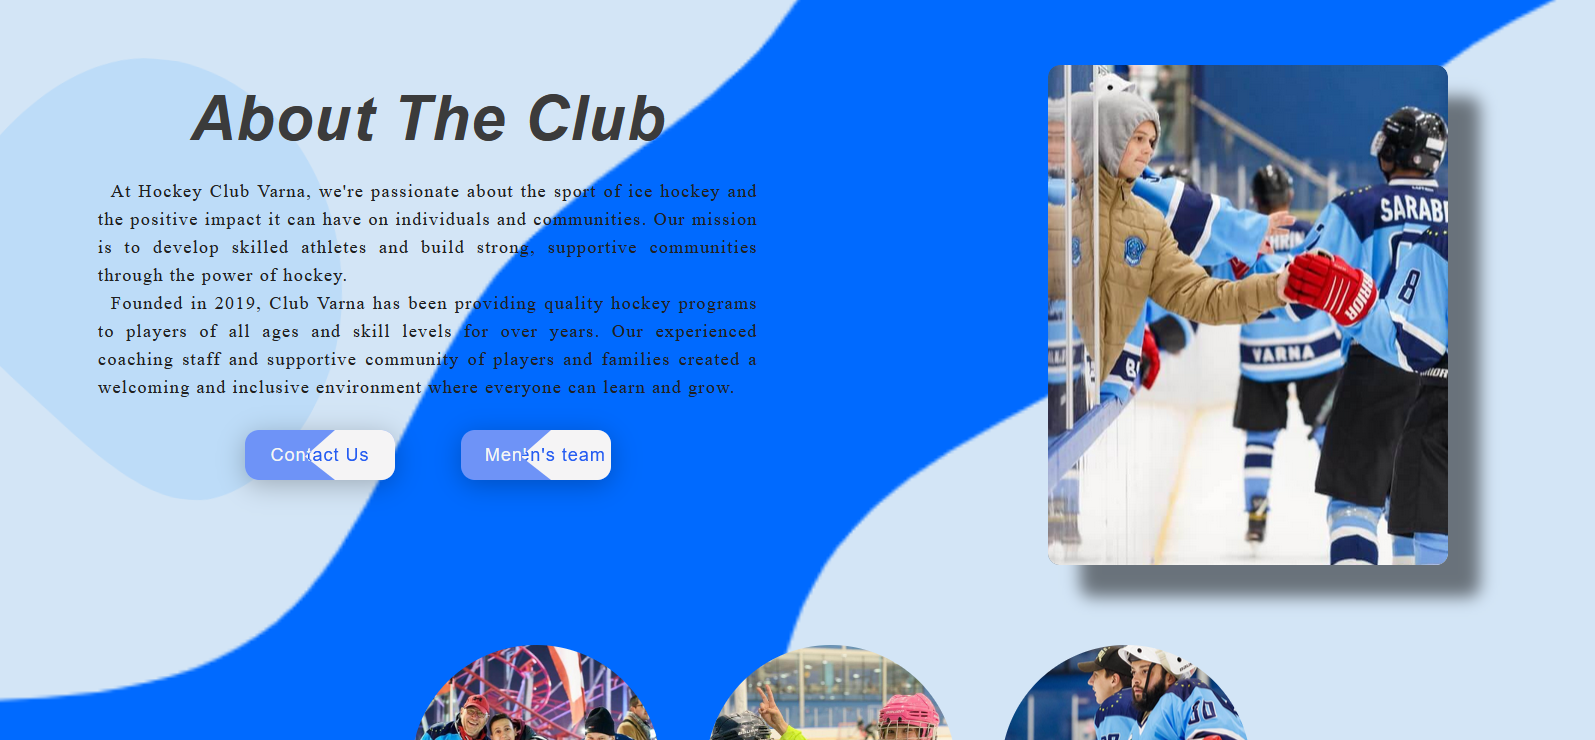 About The Club
At Hockey Club Varna, we're passionate about the sport of ice hockey and
the positive impact it can have on individuals and communities. Our mission
is to develop skilled athletes and build strong, supportive communities
through the power of hockey.
Founded in 2019, Club Varna has been providing quality hockey programs
to players of all ages and skill levels for over years. Our experienced
coaching staff and supportive community of players and families created a
welcoming and inclusive environment where everyone can learn and grow.
Contact Us
Men's team
SARABI
8
VARNA